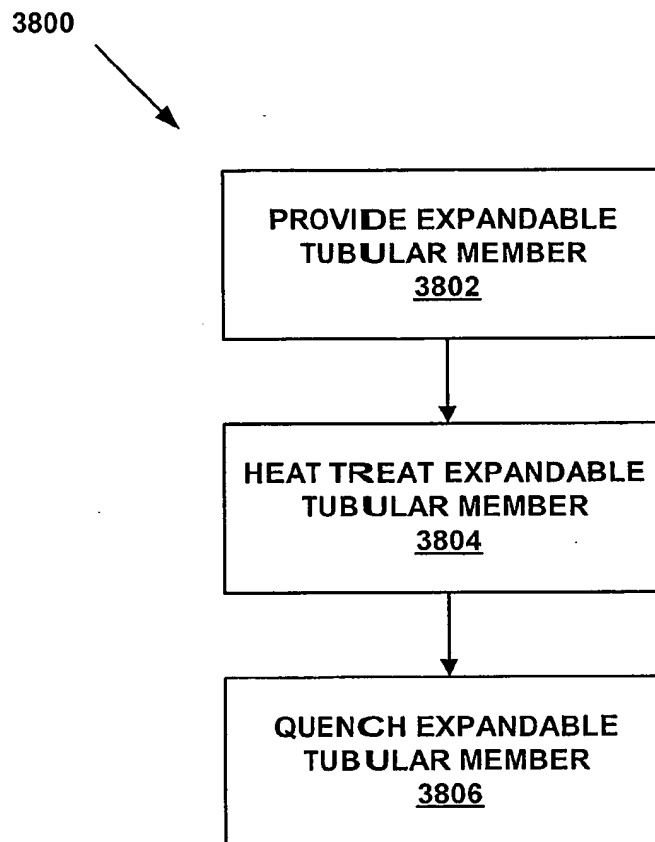 3800
PROVIDE EXPANDABLE
TUBULAR MEMBER
3802
HEAT TREAT EXPANDABLE
TUBULAR MEMBER
3804
QUENCH EXPANDABLE
TUBULAR MEMBER
3806